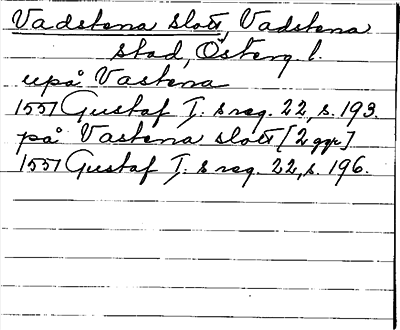 Vadstena slott, Vadstena
stad, Österg. l.
uppå Vastena
1557 Gustaf I:s reg. 22, s. 193.
på Vastena slott [2 ggr]
1557 Gustaf I:s reg. 22, s. 196.